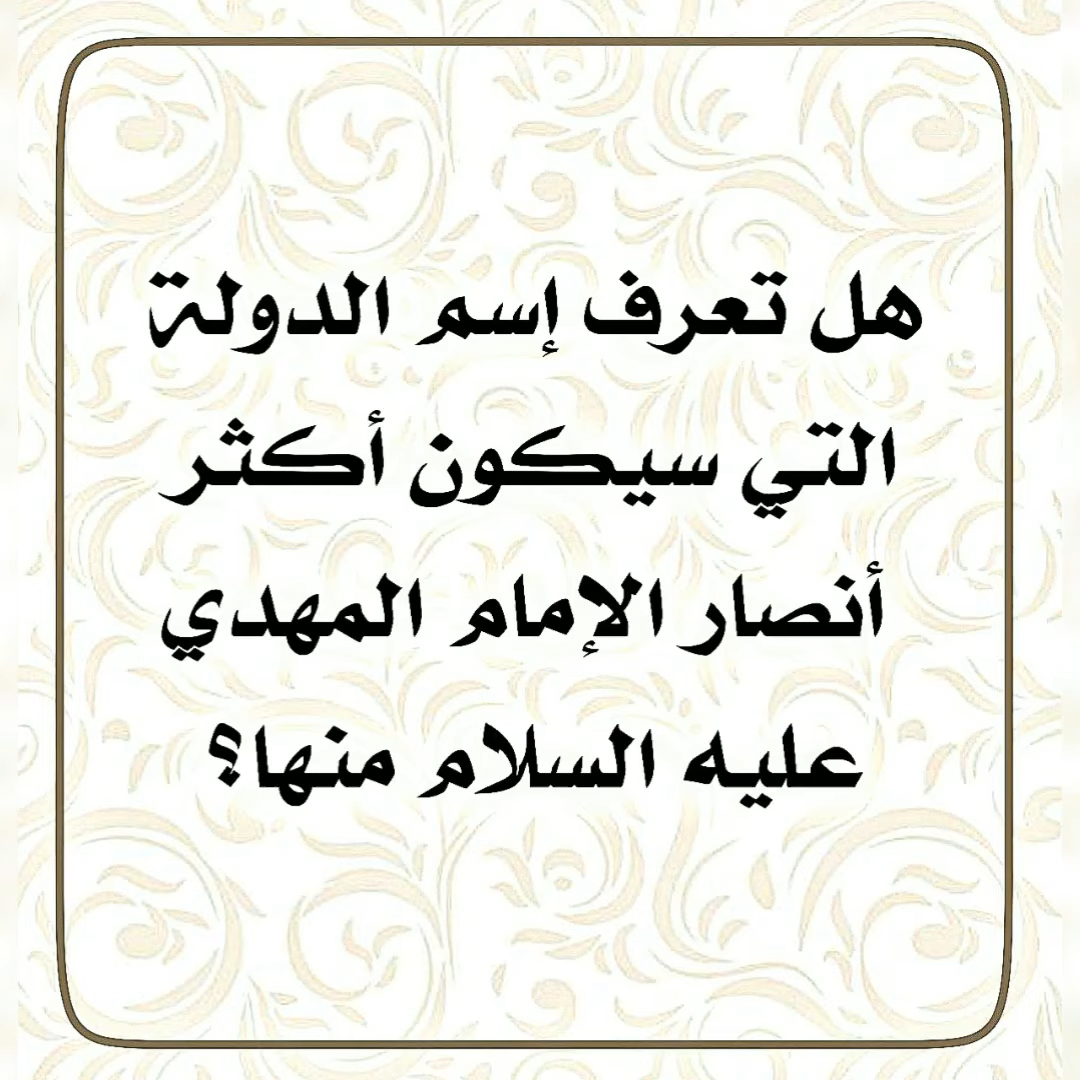 هل تعرف إسم الدولة
التي سيكون أكثر
أنصار الإمام المهدي
عليه السلام منها؟